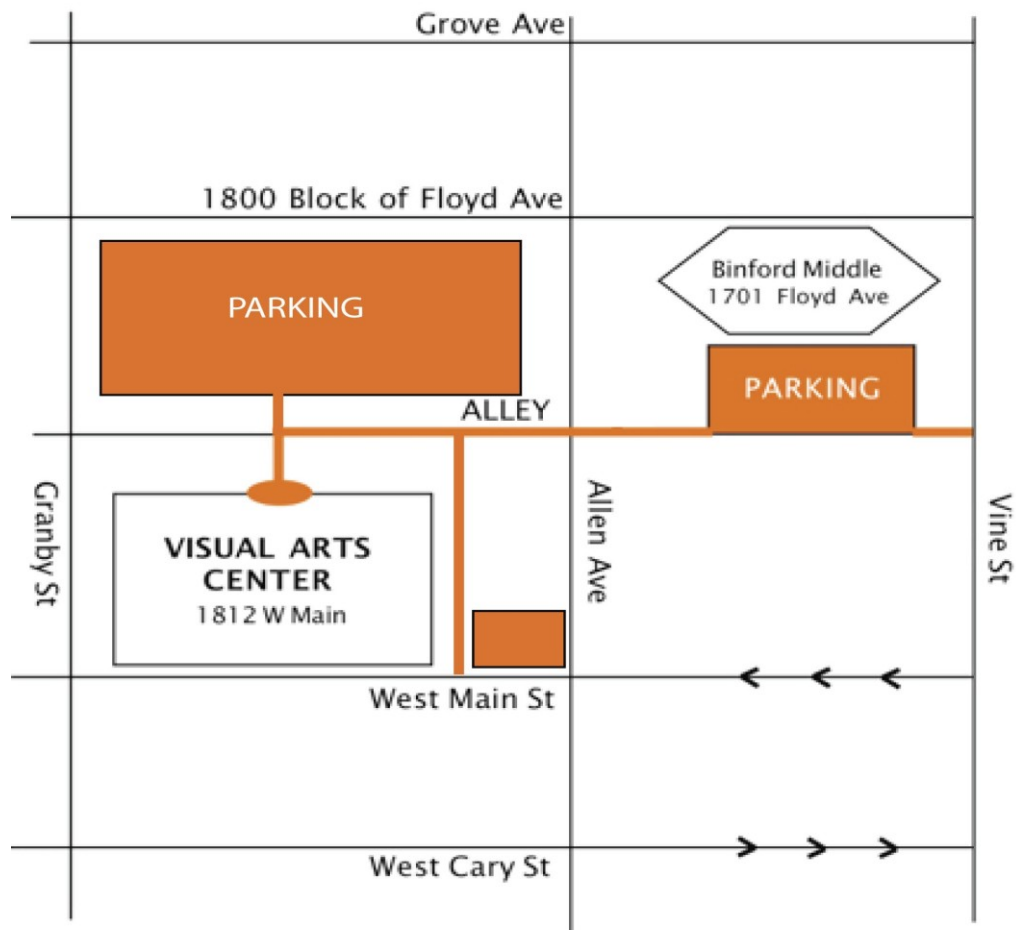 Grove Ave
1800 Block of Floyd Ave
Binford Middle
1701 Floyd Ave
PARKING
PARKING
ALLEY
Granby St
VISUAL ARTS
CENTER
1812 W Main
Allen Ave
Vine St
West Main St
West Cary St